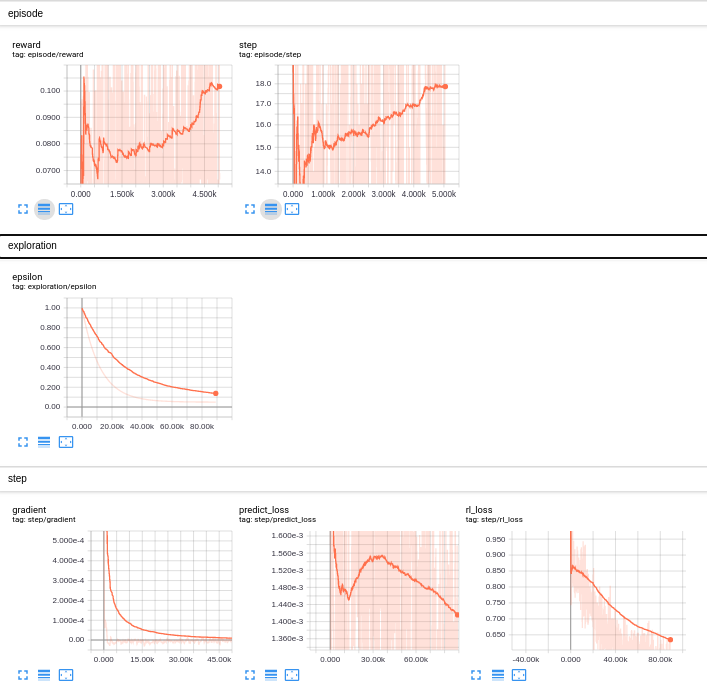 episode
reward
tag: episode/reward
step
tag: episode/step
0.100
0.0900
0.0800
0.0700
0.000 1.500k 3.000k 4.500k
18.0
17.0
16.0
15.0
14.0
0.000 1.000k 2.000k 3.000k 4.000k 5.000k
exploration
epsilon
tag: exploration/epsilon
1.00
0.800
0.600
0.400
0.200
0.00
0.000 20.00k 40.00k 60.00k 80.00k
step
gradient
tag: step/gradient
predict_loss
tag: step/predict_loss
rl_loss
tag: step/rl_loss
5.000e-4
4.000e-4
3.000e-4
2.000e-4
1.000e-4
0.00
0.000 15.00k 30.00k 45.00k
1.600e-3
1.560e-3
1.520e-3
1.480e-3
1.440e-3
1.400e-3
1.360e-3
0.000 30.00k 60.00k
0.950
0.900
0.850
0.800
0.750
0.700
0.650
-40.00k 0.000 40.00k 80.00k